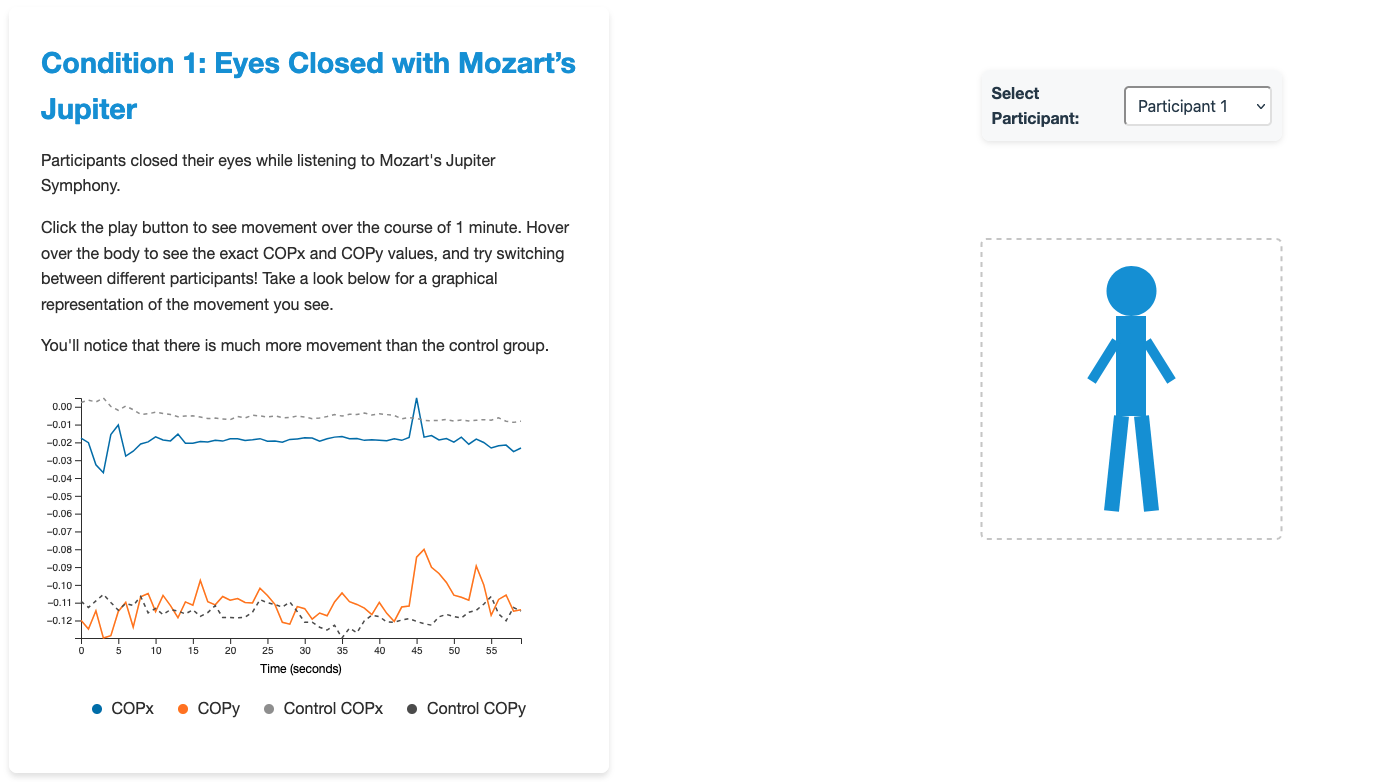 Condition 1: Eyes Closed with Mozart’s
Jupiter
Participants closed their eyes while listening to Mozart's Jupiter
Symphony.
Click the play button to see movement over the course of 1 minute. Hover
over the body to see the exact COPx and COPy values, and try switching
between different participants! Take a look below for a graphical
representation of the movement you see.
You'll notice that there is much more movement than the control group.
0.00
−0.01
−0.02
−0.03
−0.04
−0.05
−0.06
−0.07
−0.08
−0.09
−0.10
−0.11
−0.12
0 5 10 15 20 25 30 35 40 45 50 55
Time (seconds)
COPx COPy Control COPx Control COPy
Select
Participant:
Participant 1